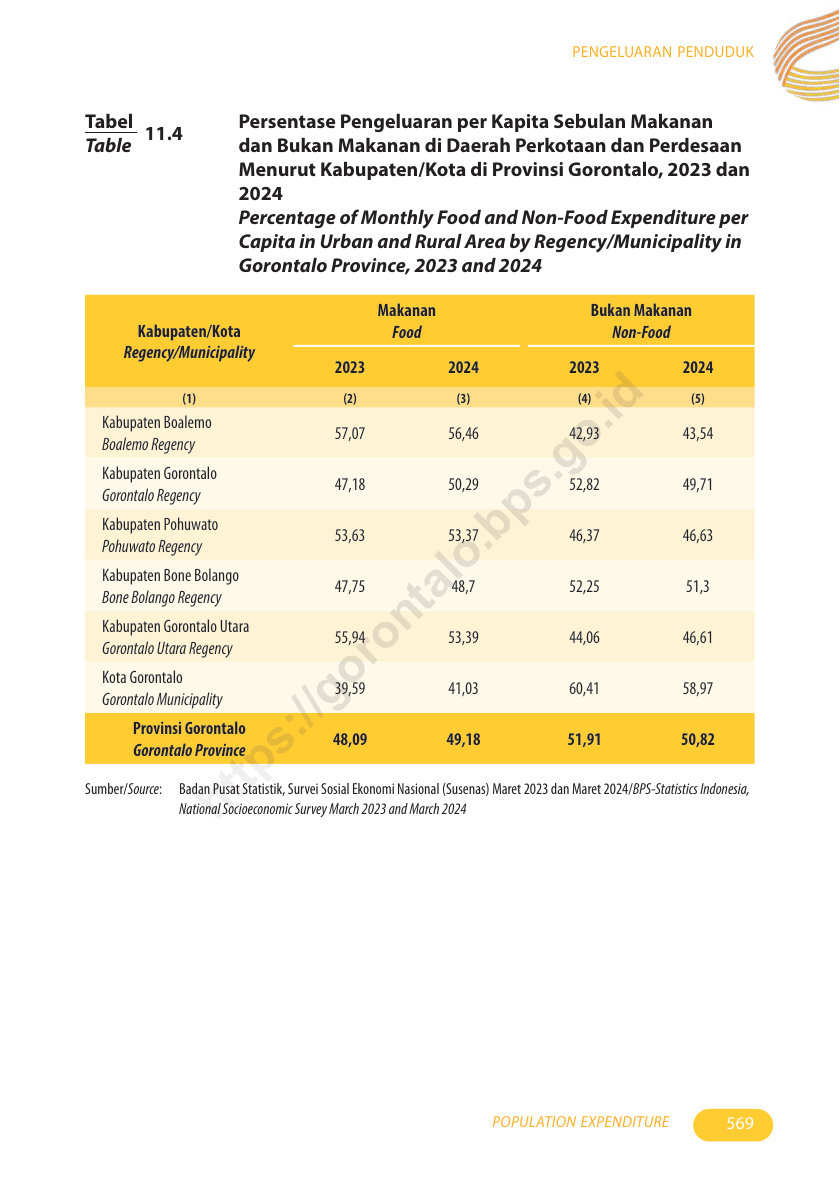 PENGELUARAN PENDUDUK
Tabel
Table
11.4
Persentase Pengeluaran per Kapita Sebulan Makanan
dan Bukan Makanan di Daerah Perkotaan dan Perdesaan
Menurut Kabupaten/Kota di Provinsi Gorontalo, 2023 dan
2024
Percentage of Monthly Food and Non-Food Expenditure per
Capita in Urban and Rural Area by Regency/Municipality in
Gorontalo Province, 2023 and 2024
Kabupaten/Kota
Regency/Municipality
Makanan
Food
Bukan Makanan
Non-Food
2023 2024 2023 2024
(1) (2) (3) (4) (5)
Kabupaten Boalemo
Boalemo Regency
57,07 56,46 42,93 43,54
Kabupaten Gorontalo
Gorontalo Regency
47,18 50,29 52,82 49,71
Kabupaten Pohuwato
Pohuwato Regency
53,63 53,37 46,37 46,63
Kabupaten Bone Bolango
Bone Bolango Regency
47,75 48,7 52,25 51,3
Kabupaten Gorontalo Utara
Gorontalo Utara Regency
55,94 53,39 44,06 46,61
Kota Gorontalo
Gorontalo Municipality
39,59 41,03 60,41 58,97
Provinsi Gorontalo
Gorontalo Province
48,09 49,18 51,91 50,82
https://gorontalo.bps.go.id
Sumber/Source: Badan Pusat Statistik, Survei Sosial Ekonomi Nasional (Susenas) Maret 2023 dan Maret 2024/BPS-Statistics Indonesia,
National Socioeconomic Survey March 2023 and March 2024
POPULATION EXPENDITURE 569